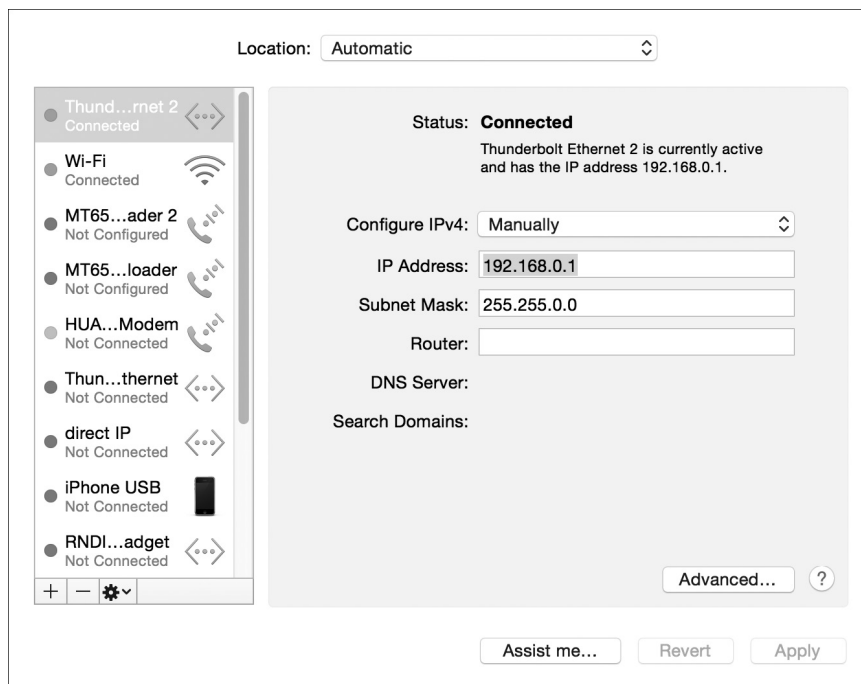 Location: Automatic
Thund...rnet 2
Connected
Wi-Fi
Connected
MT65...ader 2
Not Configured
MT65...loader
Not Configured
HUA...Modem
Not Connected
Thun...thernet
Not Connected
direct IP
Not Connected
iPhone USB
Not Connected
RNDI...adget
Not Connected
Status: Connected
Thunderbolt Ethernet 2 is currently active
and has the IP address 192.168.0.1.
Configure IPv4: Manually
IP Address: 192.168.0.1
Subnet Mask: 255.255.0.0
Router:
DNS Server:
Search Domains:
Advanced... ?
Assist me... Revert Apply